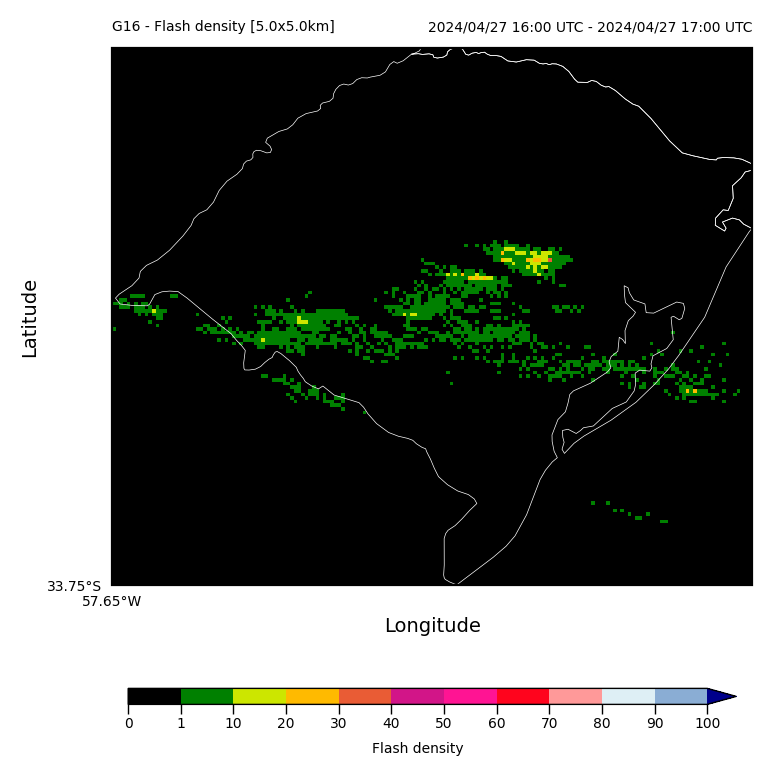 G16 - Flash density [5.0x5.0km] 2024/04/27 16:00 UTC - 2024/04/27 17:00 UTC
Latitude
33.75°S
57.65°W
Longitude
0 1 10 20 30 40 50 60 70 80 90 100
Flash density